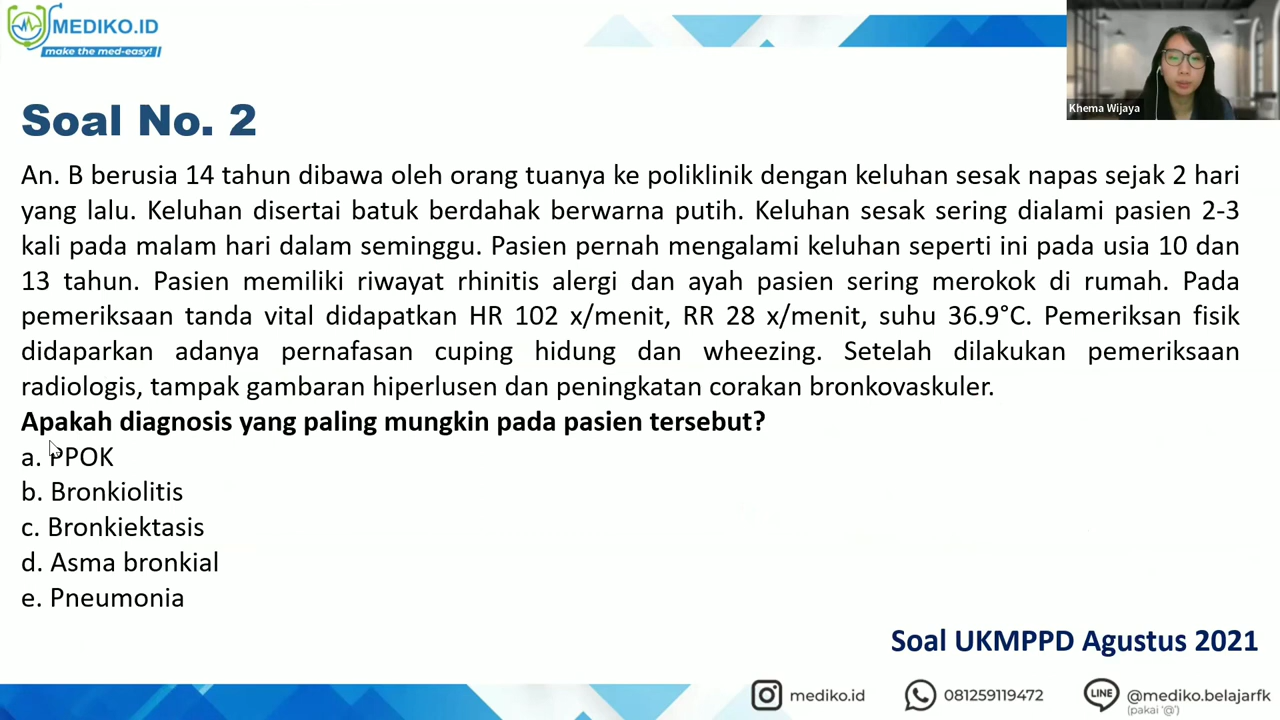 MEDIKO.ID
make the med-easy!
Khema Wijaya
Soal No. 2
An. B berusia 14 tahun dibawa oleh orang tuanya ke poliklinik dengan keluhan sesak napas sejak 2 hari
yang lalu. Keluhan disertai batuk berdahak berwarna putih. Keluhan sesak sering dialami pasien 2-3
kali pada malam hari dalam seminggu. Pasien pernah mengalami keluhan seperti ini pada usia 10 dan
13 tahun. Pasien memiliki riwayat rhinitis alergi dan ayah pasien sering merokok di rumah. Pada
pemeriksaan tanda vital didapatkan HR 102 x/menit, RR 28 x/menit, suhu 36.9°C. Pemeriksan fisik
didaparkan adanya pernafasan cuping hidung dan wheezing. Setelah dilakukan pemeriksaan
radiologis, tampak gambaran hiperlusen dan peningkatan corakan bronkovaskuler.
Apakah diagnosis yang paling mungkin pada pasien tersebut?
a. PPOK
b. Bronkiolitis
c. Bronkiektasis
d. Asma bronkial
e. Pneumonia
Soal UKMPPD Agustus 2021
mediko.id
081259119472
LINE
@mediko.belajarfk
(pakai '@')